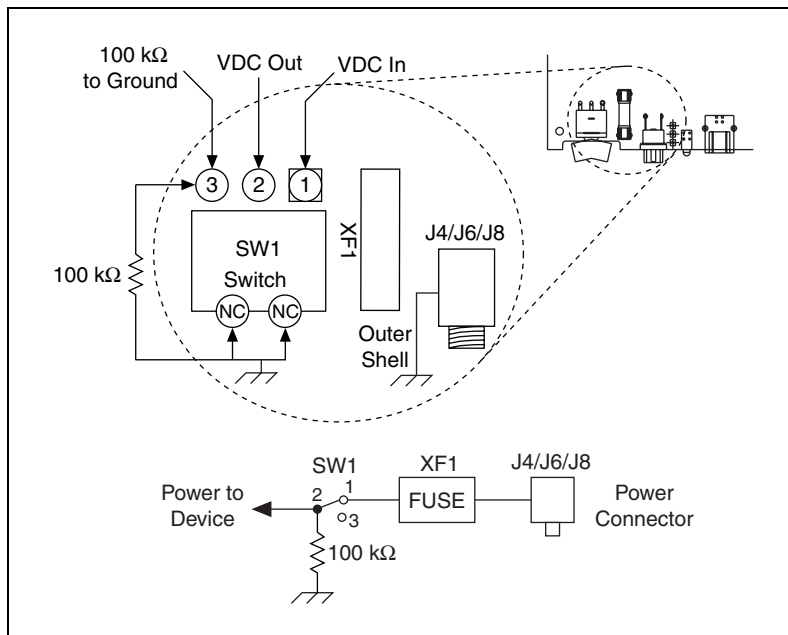 100 kΩ
to Ground
VDC Out
VDC In
3
2
1
XF1
J4/J6/J8
SW1
Switch
100 kΩ
NC
NC
Outer
Shell
SW1
XF1
J4/J6/J8
Power to
Device
2
1
3
FUSE
Power
Connector
100 kΩ